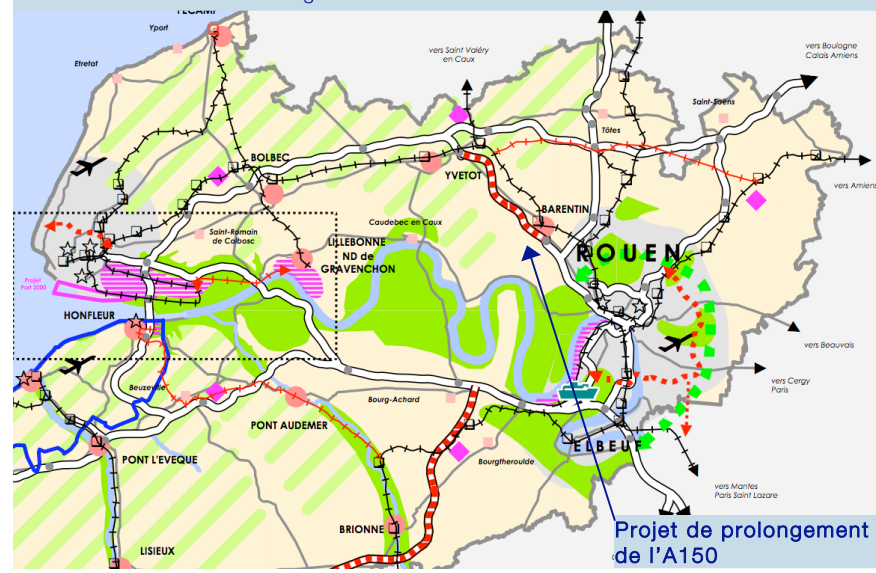 FECAMP
Yport
Etretat
vers Saint Valéry
en Caux
vers Boulogne
Calais Amiens
Saint-Saëns
Tôtes
BOLBEC
YVETOT
vers Amiens
BARENTIN
Saint-Romain
de Colbosc
Caudebec en Caux
LILLEBONNE
ND de
GRAVENCHON
ROUEN
Projet
Port 2000
HONFLEUR
vers Beauvais
Beuzeville
vers Cergy
Paris
Bourg-Achard
PONT AUDEMER
ELBEUF
PONT L'EVEQUE
Bourgtheroulde
vers Mantes
Paris Saint Lazare
BRIONNE
Projet de prolongement
de l'A150
LISIEUX